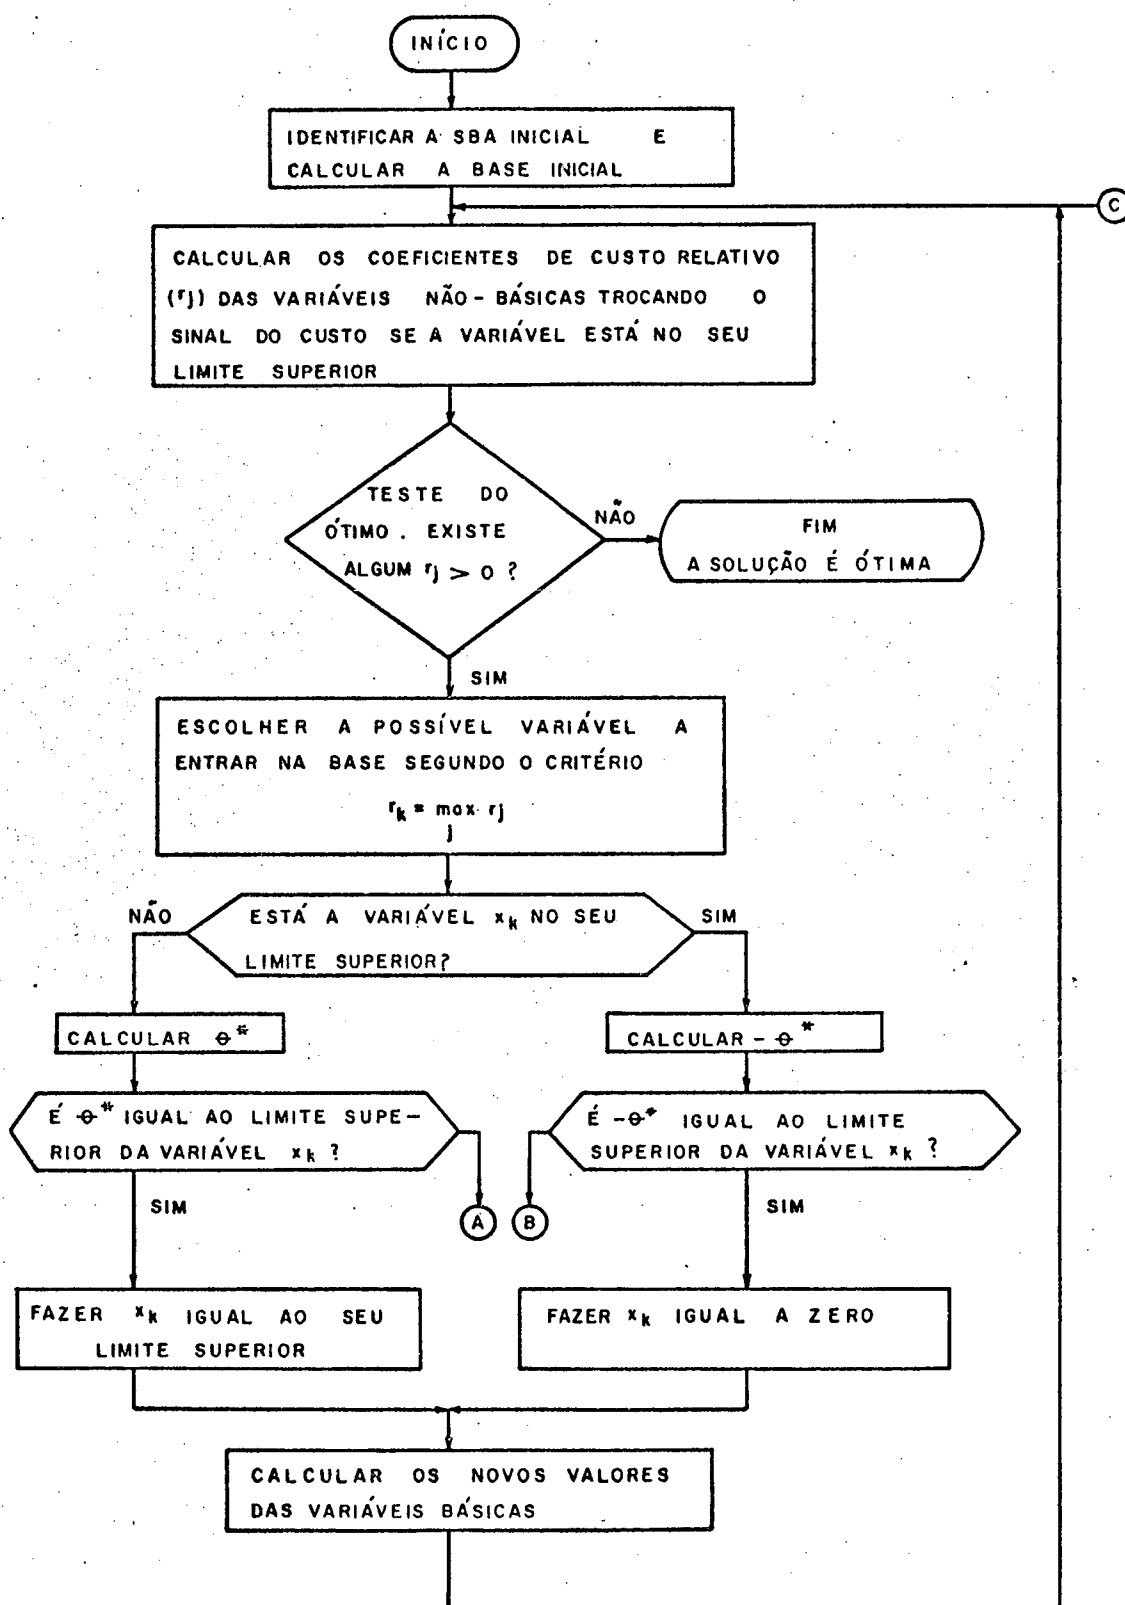 INÍCIO
IDENTIFICAR A SBA INICIAL E
CALCULAR A BASE INICIAL
C
CALCULAR OS COEFICIENTES DE CUSTO RELATIVO
(rj) DAS VARIÁVEIS NÃO-BÁSICAS TROCANDO O
SINAL DO CUSTO SE A VARIÁVEL ESTÁ NO SEU
LIMITE SUPERIOR
TESTE DO
ÓTIMO. EXISTE
ALGUM rj > 0 ?
NÃO
FIM
A SOLUÇÃO É ÓTIMA
SIM
ESCOLHER A POSSÍVEL VARIÁVEL A
ENTRAR NA BASE SEGUNDO O CRITÉRIO
rk = max rj
j
NÃO
ESTÁ A VARIÁVEL xk NO SEU
LIMITE SUPERIOR?
SIM
CALCULAR θ*
CALCULAR -θ*
É θ* IGUAL AO LIMITE SUPE-
RIOR DA VARIÁVEL xk ?
É -θ* IGUAL AO LIMITE
SUPERIOR DA VARIÁVEL xk ?
SIM
A
B
SIM
FAZER xk IGUAL AO SEU
LIMITE SUPERIOR
FAZER xk IGUAL A ZERO
CALCULAR OS NOVOS VALORES
DAS VARIÁVEIS BÁSICAS